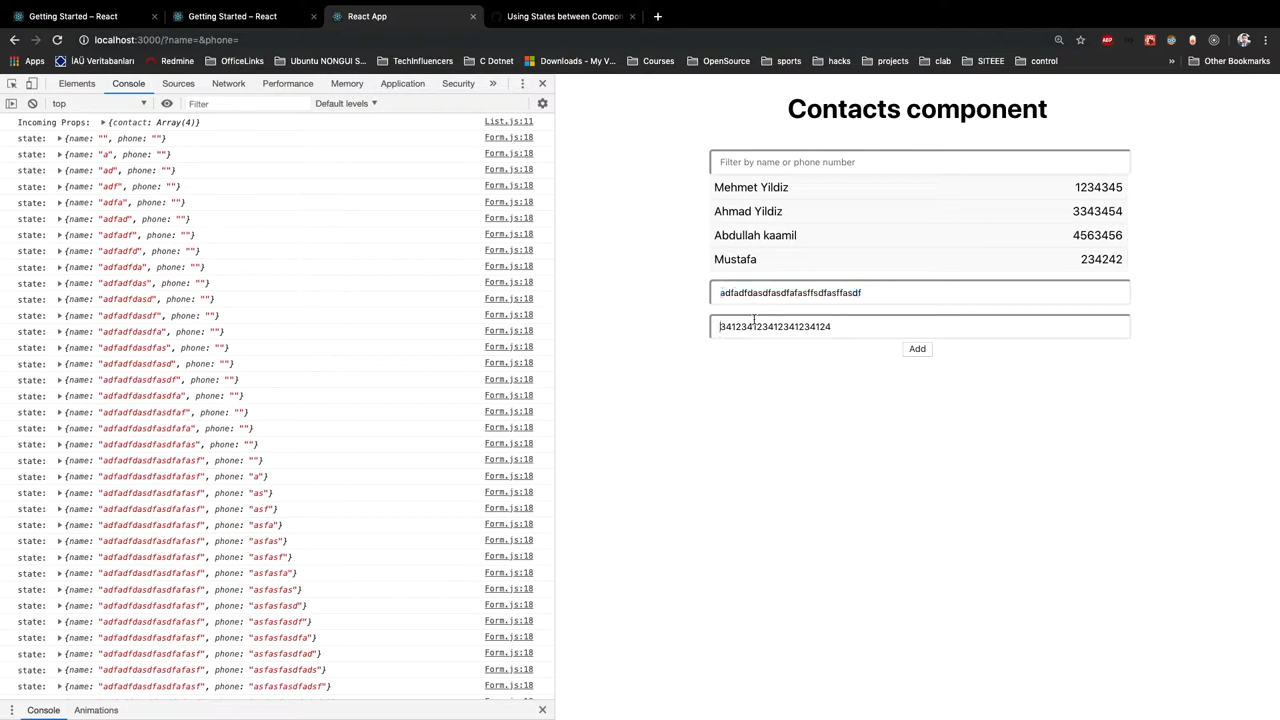 Getting Started – React
Getting Started – React
React App
Using States between Compon
localhost:3000/?name=&phone=
Apps
İAÜ Veritabanları
Redmine
OfficeLinks
Ubuntu NONGUI S...
TechInfluencers
C Dotnet
Downloads - My V...
Courses
OpenSource
sports
hacks
projects
clab
SITEEE
control
»
Other Bookmarks
Elements Console Sources Network Performance Memory Application Security »
top Filter Default levels
Incoming Props: {contact: Array(4)} List.js:11
state: {name: "", phone: ""} Form.js:18
state: {name: "a", phone: ""} Form.js:18
state: {name: "ad", phone: ""} Form.js:18
state: {name: "adf", phone: ""} Form.js:18
state: {name: "adfa", phone: ""} Form.js:18
state: {name: "adfad", phone: ""} Form.js:18
state: {name: "adfadf", phone: ""} Form.js:18
state: {name: "adfadfd", phone: ""} Form.js:18
state: {name: "adfadfda", phone: ""} Form.js:18
state: {name: "adfadfdas", phone: ""} Form.js:18
state: {name: "adfadfdasd", phone: ""} Form.js:18
state: {name: "adfadfdasdf", phone: ""} Form.js:18
state: {name: "adfadfdasdfa", phone: ""} Form.js:18
state: {name: "adfadfdasdfas", phone: ""} Form.js:18
state: {name: "adfadfdasdfasd", phone: ""} Form.js:18
state: {name: "adfadfdasdfasdf", phone: ""} Form.js:18
state: {name: "adfadfdasdfasdfa", phone: ""} Form.js:18
state: {name: "adfadfdasdfasdfaf", phone: ""} Form.js:18
state: {name: "adfadfdasdfasdfafa", phone: ""} Form.js:18
state: {name: "adfadfdasdfasdfafas", phone: ""} Form.js:18
state: {name: "adfadfdasdfasdfafasf", phone: ""} Form.js:18
state: {name: "adfadfdasdfasdfafasf", phone: "a"} Form.js:18
state: {name: "adfadfdasdfasdfafasf", phone: "as"} Form.js:18
state: {name: "adfadfdasdfasdfafasf", phone: "asf"} Form.js:18
state: {name: "adfadfdasdfasdfafasf", phone: "asfa"} Form.js:18
state: {name: "adfadfdasdfasdfafasf", phone: "asfas"} Form.js:18
state: {name: "adfadfdasdfasdfafasf", phone: "asfasf"} Form.js:18
state: {name: "adfadfdasdfasdfafasf", phone: "asfasfa"} Form.js:18
state: {name: "adfadfdasdfasdfafasf", phone: "asfasfas"} Form.js:18
state: {name: "adfadfdasdfasdfafasf", phone: "asfasfasd"} Form.js:18
state: {name: "adfadfdasdfasdfafasf", phone: "asfasfasdf"} Form.js:18
state: {name: "adfadfdasdfasdfafasf", phone: "asfasfasdfa"} Form.js:18
state: {name: "adfadfdasdfasdfafasf", phone: "asfasfasdfad"} Form.js:18
state: {name: "adfadfdasdfasdfafasf", phone: "asfasfasdfads"} Form.js:18
state: {name: "adfadfdasdfasdfafasf", phone: "asfasfasdfadsf"} Form.js:18
Console Animations
Contacts component
Filter by name or phone number
Mehmet Yildiz 1234345
Ahmad Yildiz 3343454
Abdullah kaamil 4563456
Mustafa 234242
adfadfdasdfasdfafasffsdfasffasdf
341234123412341234124
Add